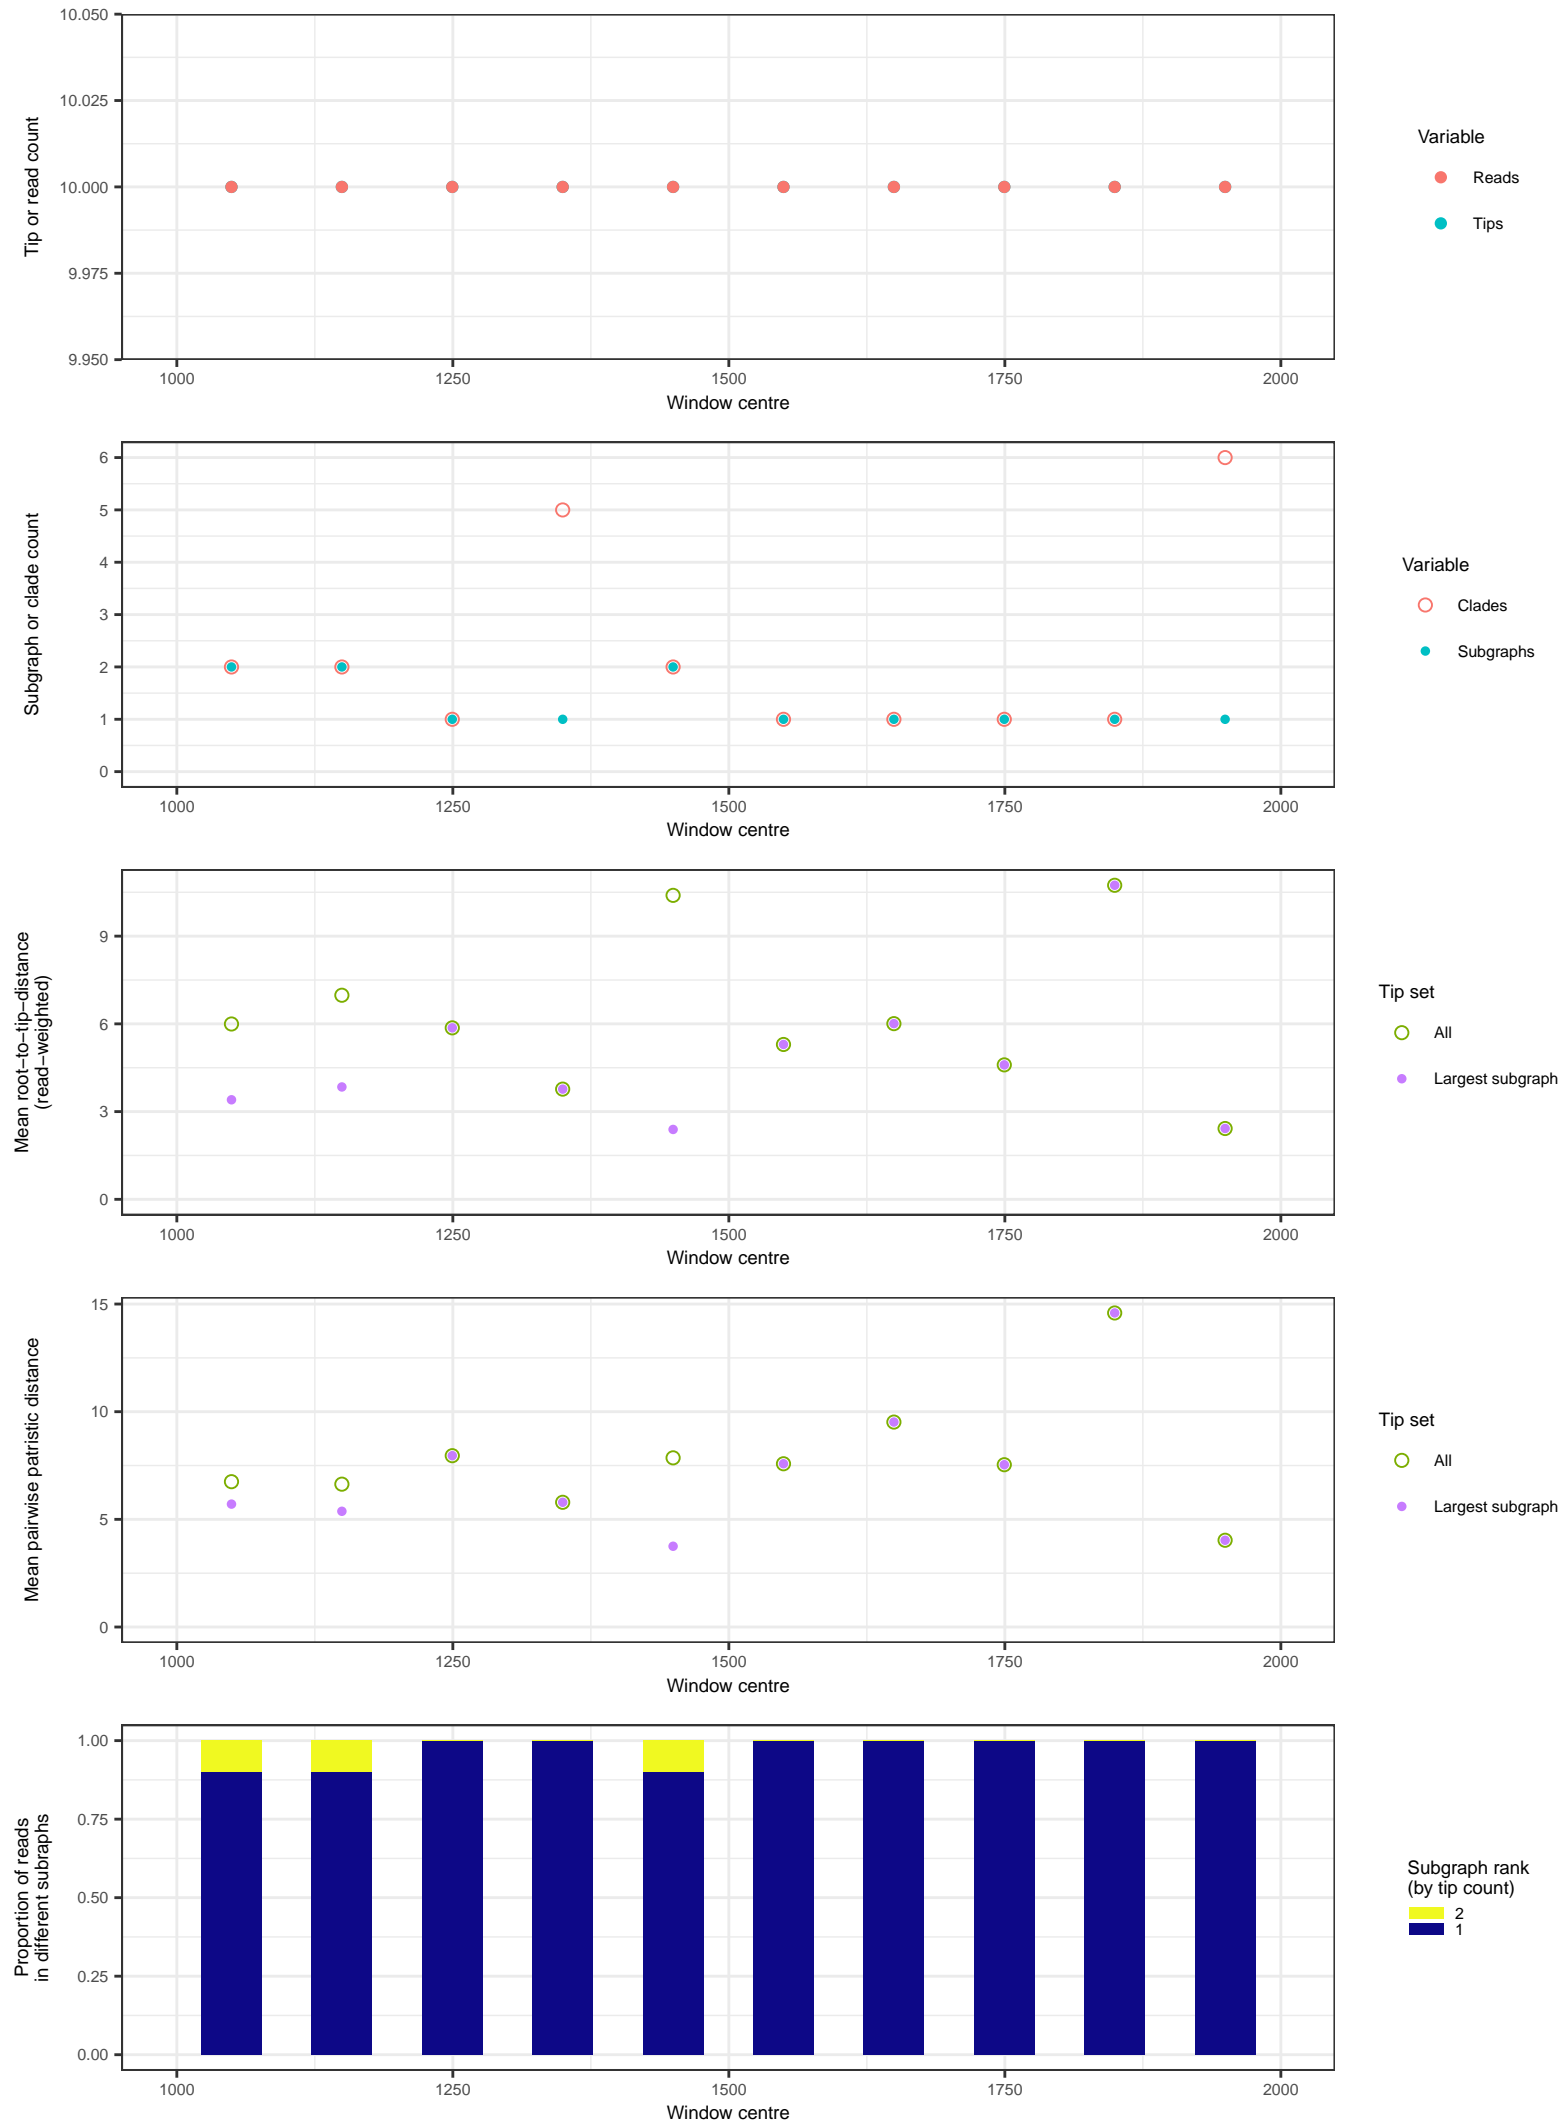 10.050
10.025
10.000
9.975
9.950
Tip or read count
1000 1250 1500 1750 2000
Window centre
Variable
Reads
Tips
6
5
4
3
2
1
0
Subgraph or clade count
1000 1250 1500 1750 2000
Window centre
Variable
Clades
Subgraphs
9
6
3
0
Mean root−to−tip−distance
(read−weighted)
1000 1250 1500 1750 2000
Window centre
Tip set
All
Largest subgraph
15
10
5
0
Mean pairwise patristic distance
1000 1250 1500 1750 2000
Window centre
Tip set
All
Largest subgraph
1.00
0.75
0.50
0.25
0.00
Proportion of reads
in different subraphs
1000 1250 1500 1750 2000
Window centre
Subgraph rank
(by tip count)
2
1